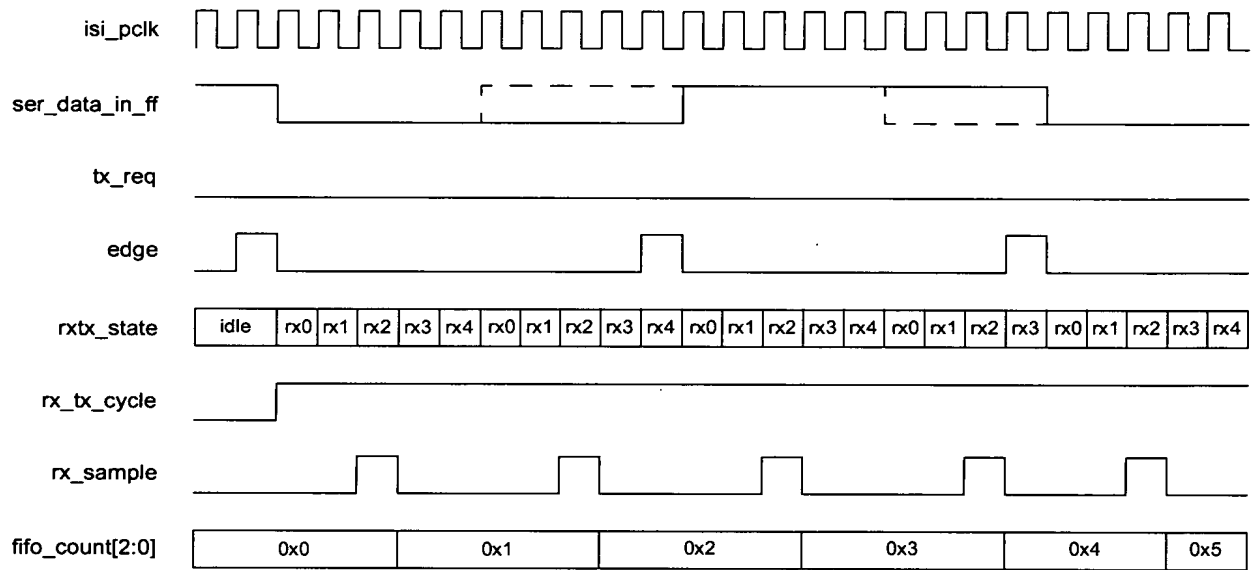 isi_pclk
ser_data_in_ff
tx_req
edge
rxtx_state idle rx0 rx1 rx2 rx3 rx4 rx0 rx1 rx2 rx3 rx4 rx0 rx1 rx2 rx3 rx4 rx0 rx1 rx2 rx3 rx0 rx1 rx2 rx3 rx4
rx_tx_cycle
rx_sample
fifo_count[2:0] 0x0 0x1 0x2 0x3 0x4 0x5